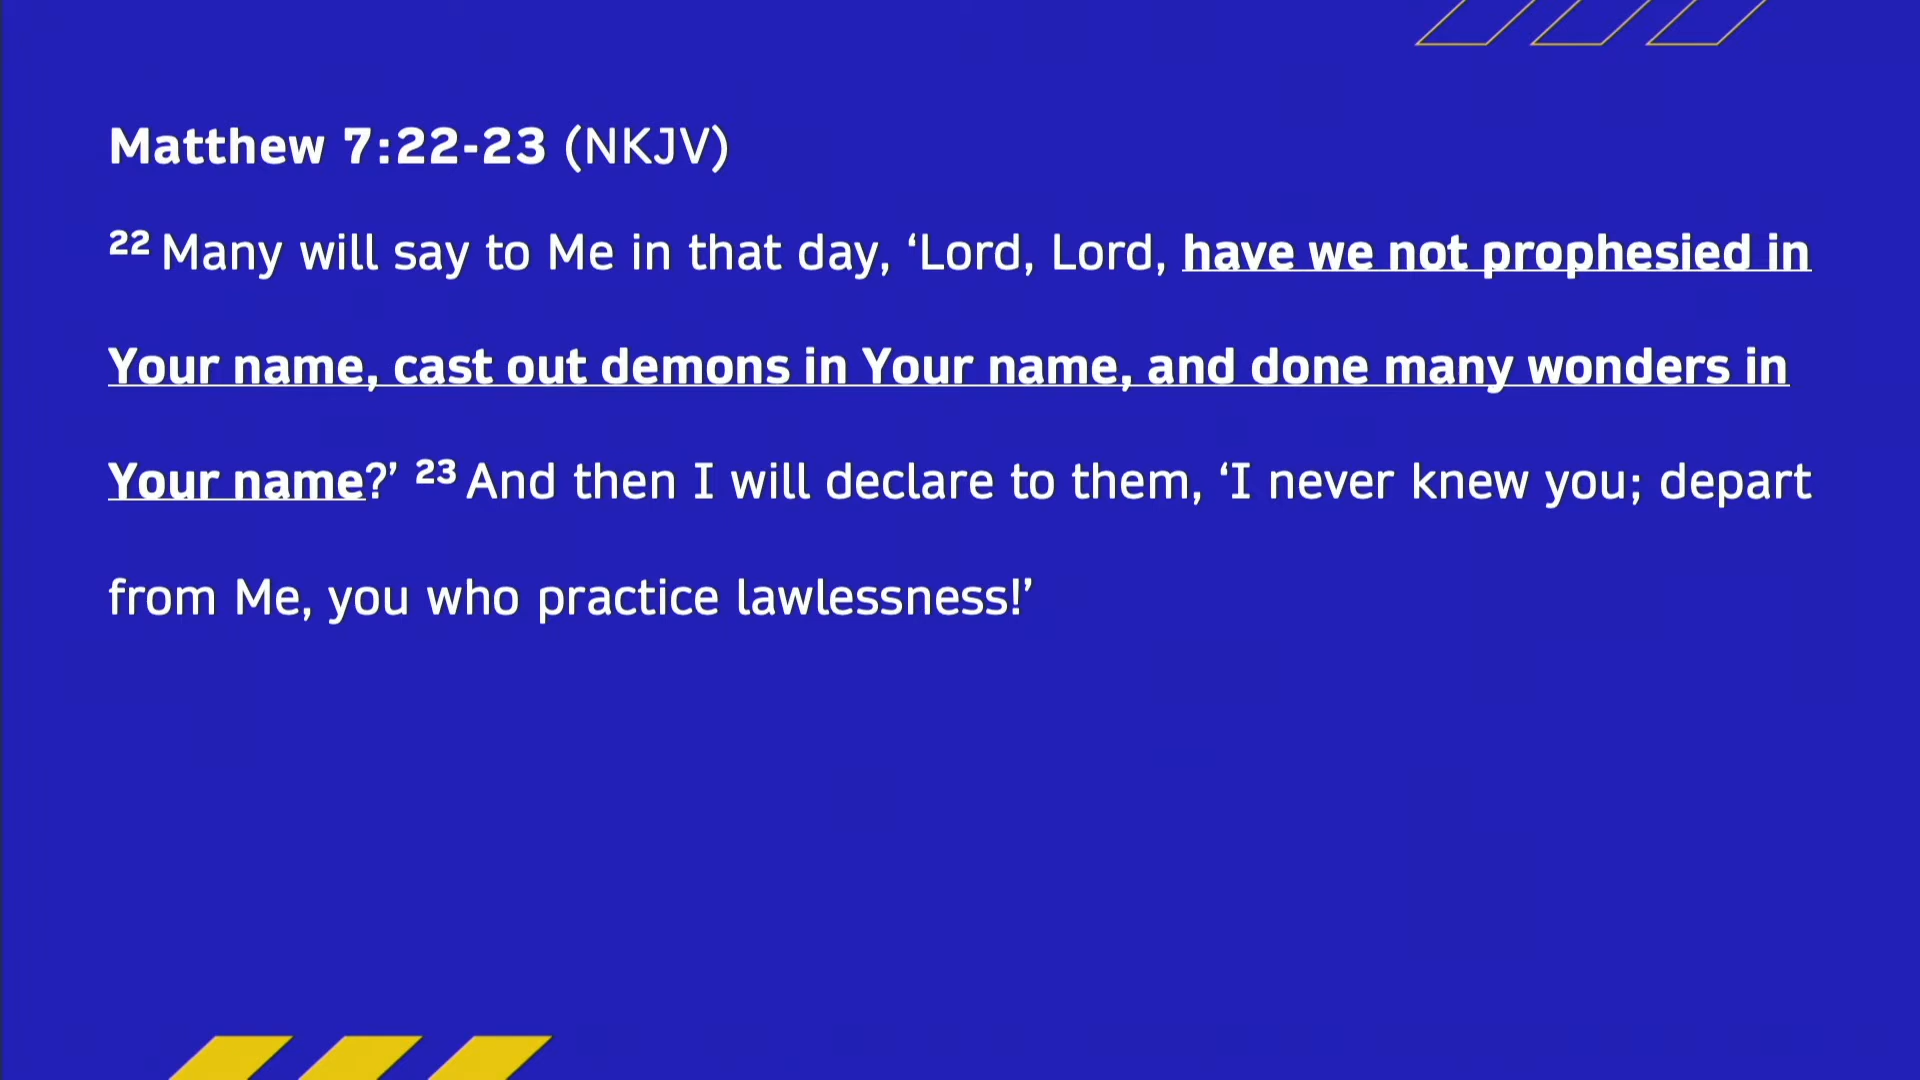 Matthew 7:22-23 (NKJV)
22 Many will say to Me in that day, ‘Lord, Lord, have we not prophesied in
Your name, cast out demons in Your name, and done many wonders in
Your name?’ 23 And then I will declare to them, ‘I never knew you; depart
from Me, you who practice lawlessness!’